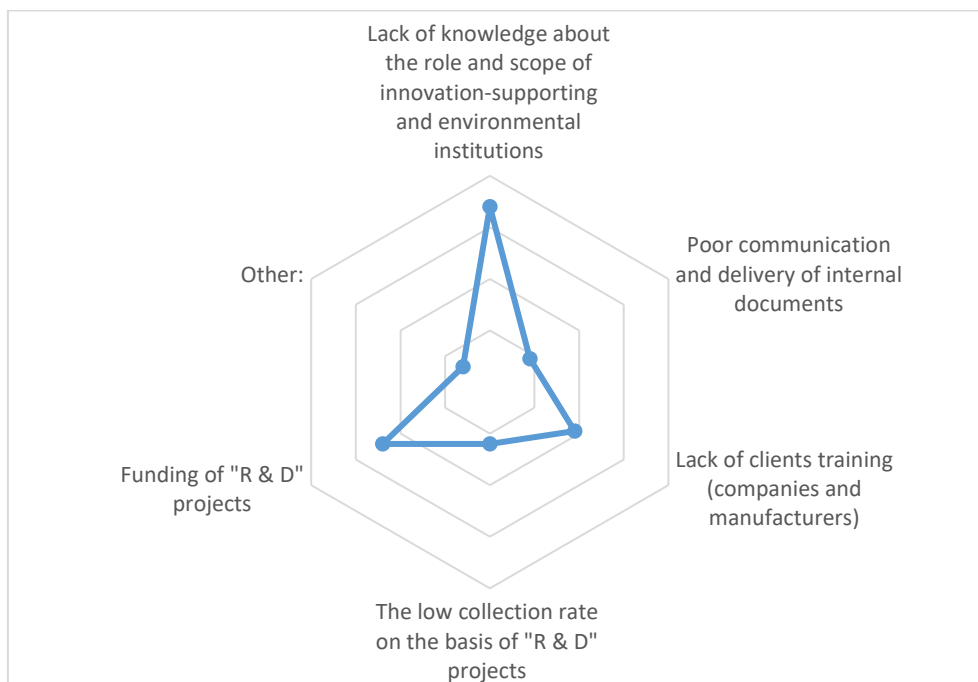 Lack of knowledge about
the role and scope of
innovation-supporting
and environmental
institutions
Poor communication
and delivery of internal
documents
Lack of clients training
(companies and
manufacturers)
The low collection rate
on the basis of "R & D"
projects
Funding of "R & D"
projects
Other: